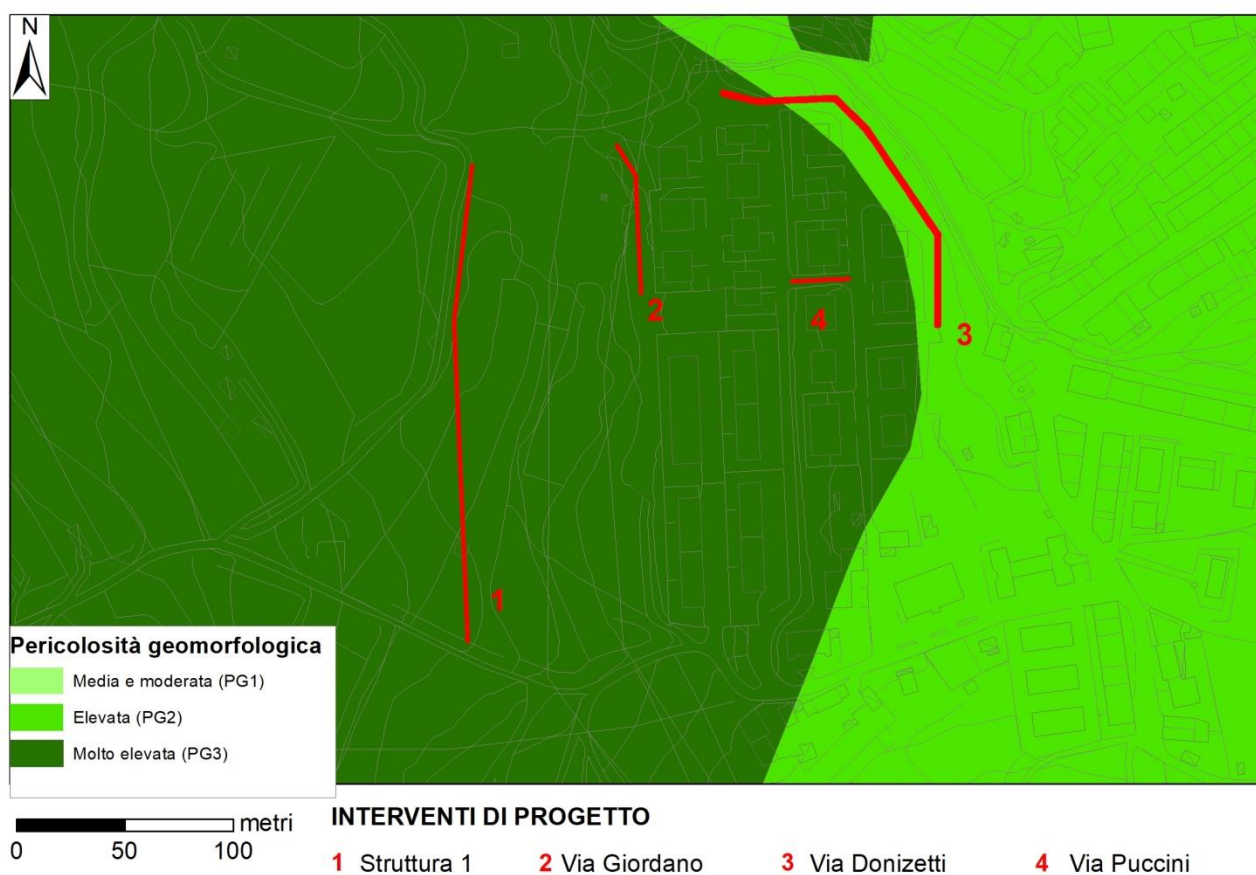 N
2
4
3
1
Pericolosità geomorfologica
Media e moderata (PG1)
Elevata (PG2)
Molto elevata (PG3)
metri
0 50 100
INTERVENTI DI PROGETTO
1 Struttura 1 2 Via Giordano 3 Via Donizetti 4 Via Puccini